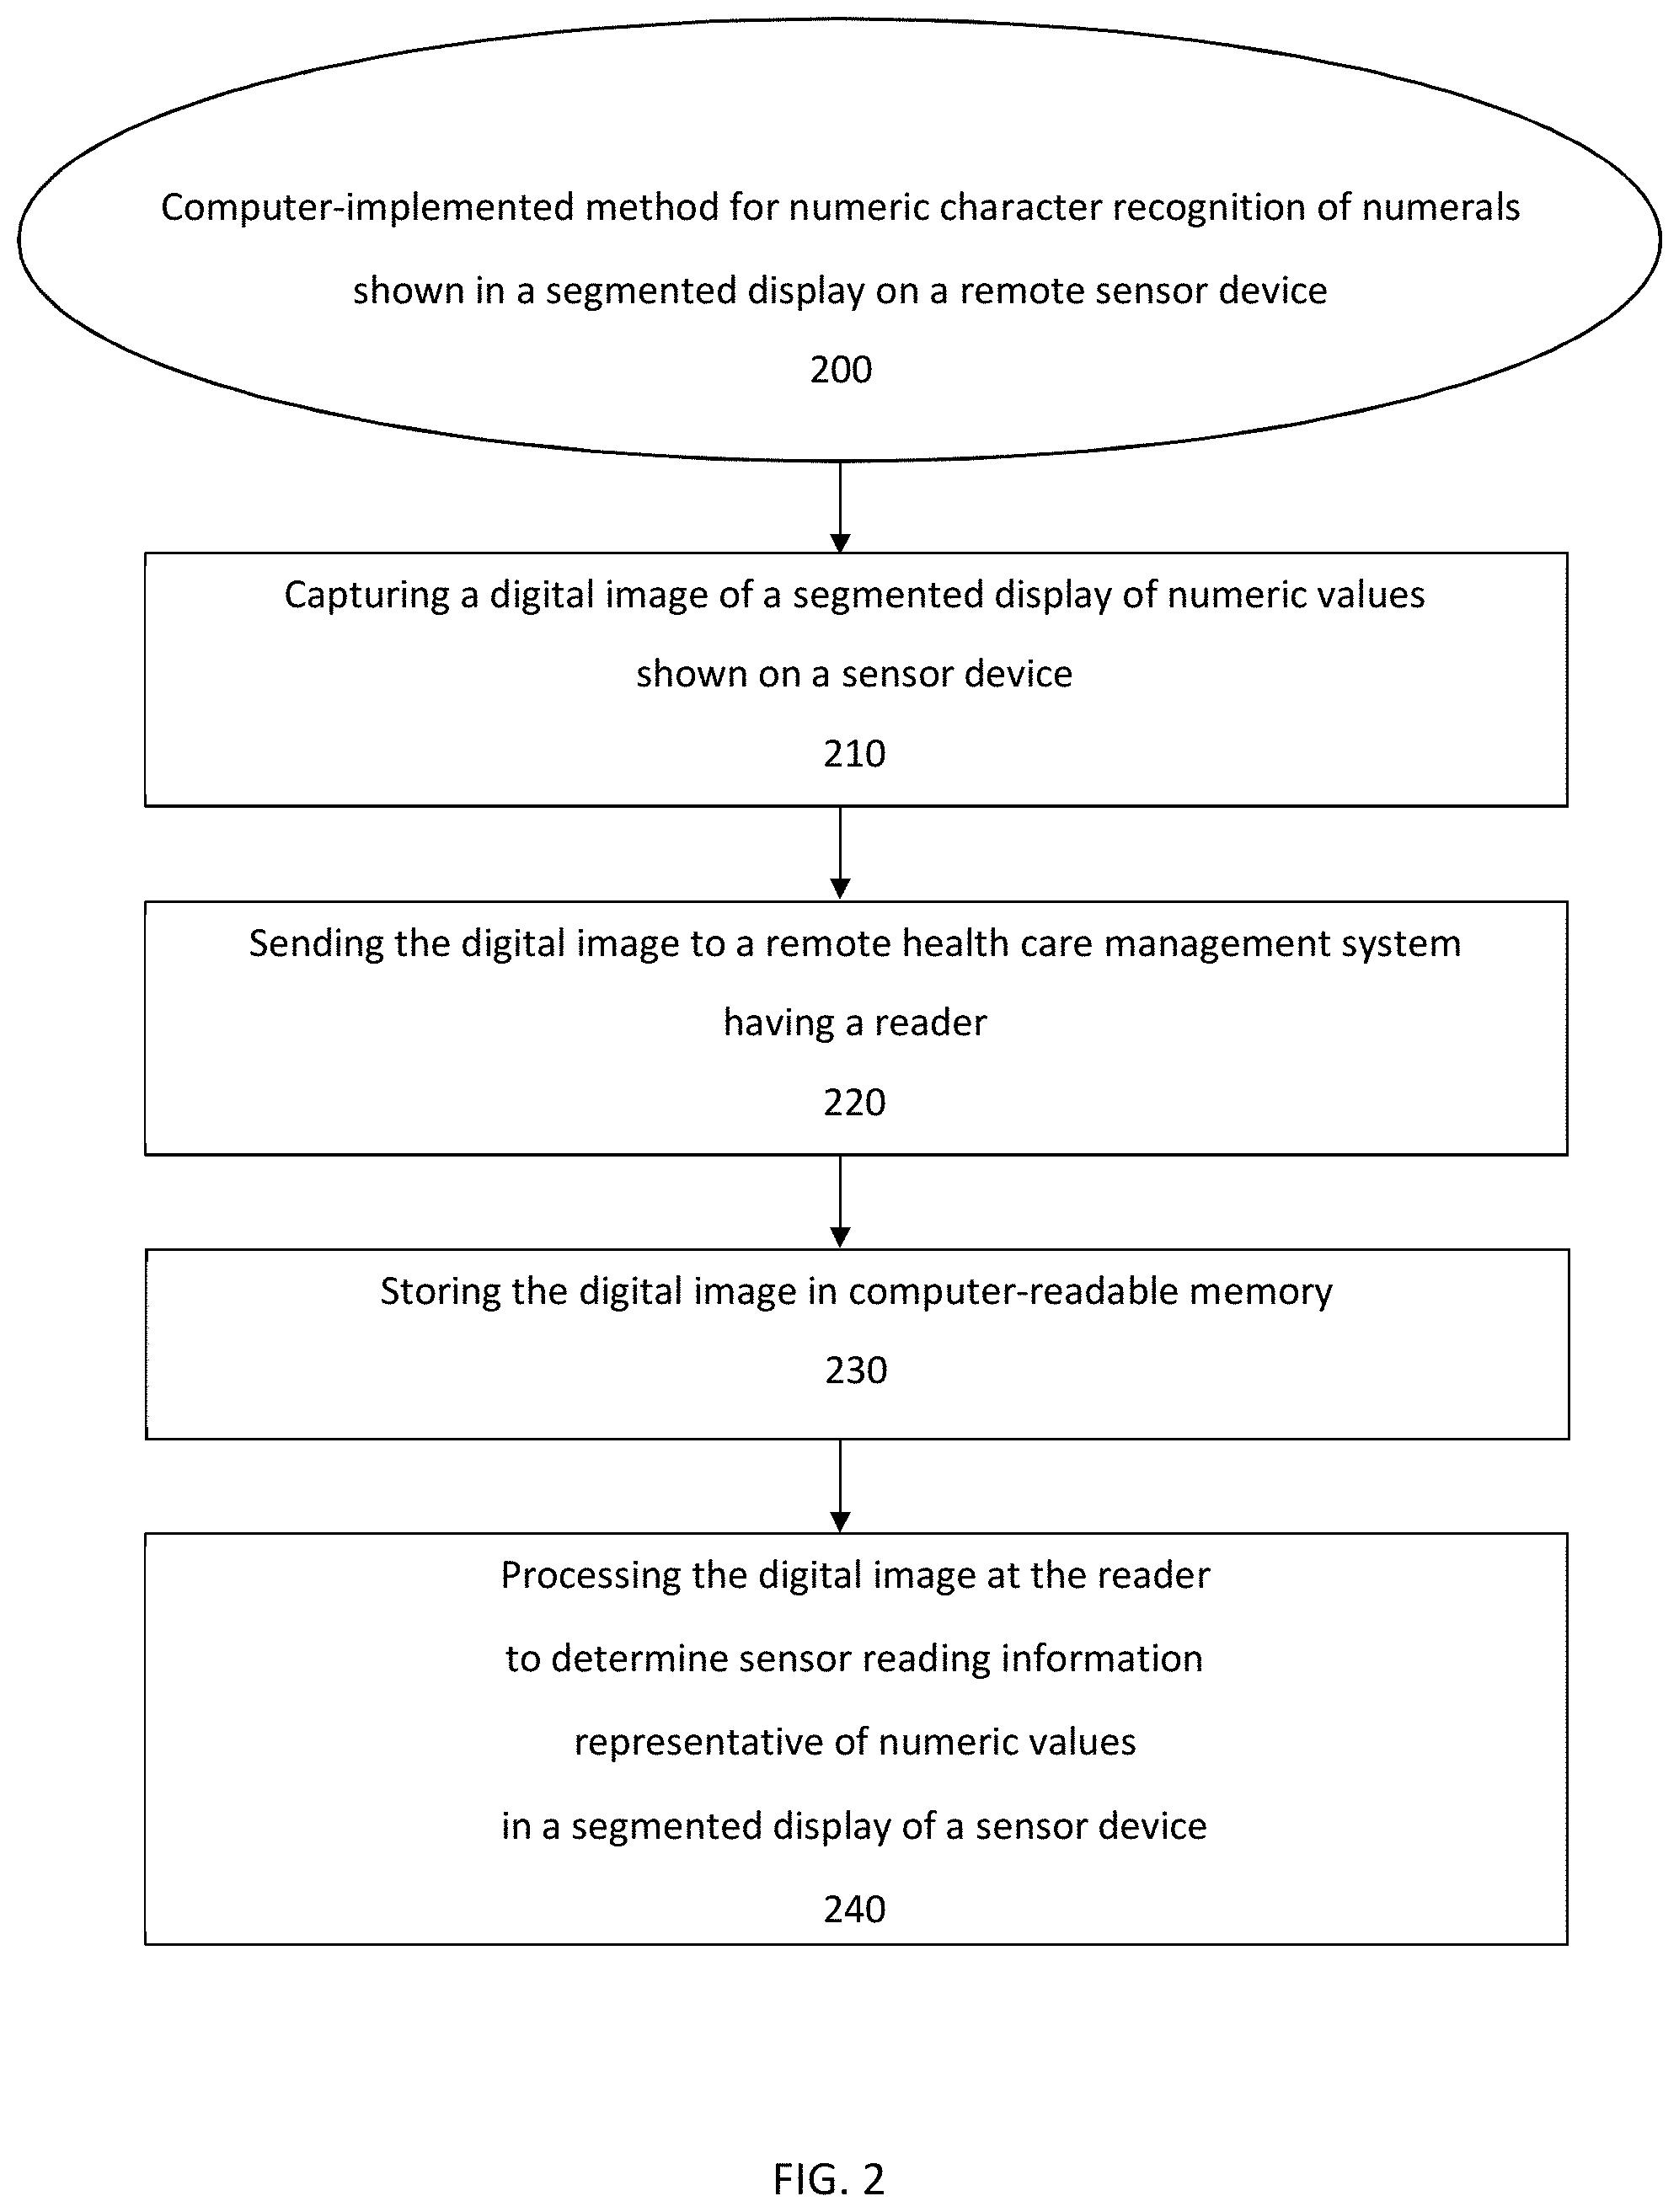 Computer-implemented method for numeric character recognition of numerals
shown in a segmented display on a remote sensor device
200
Capturing a digital image of a segmented display of numeric values
shown on a sensor device
210
Sending the digital image to a remote health care management system
having a reader
220
Storing the digital image in computer-readable memory
230
Processing the digital image at the reader
to determine sensor reading information
representative of numeric values
in a segmented display of a sensor device
240
FIG. 2